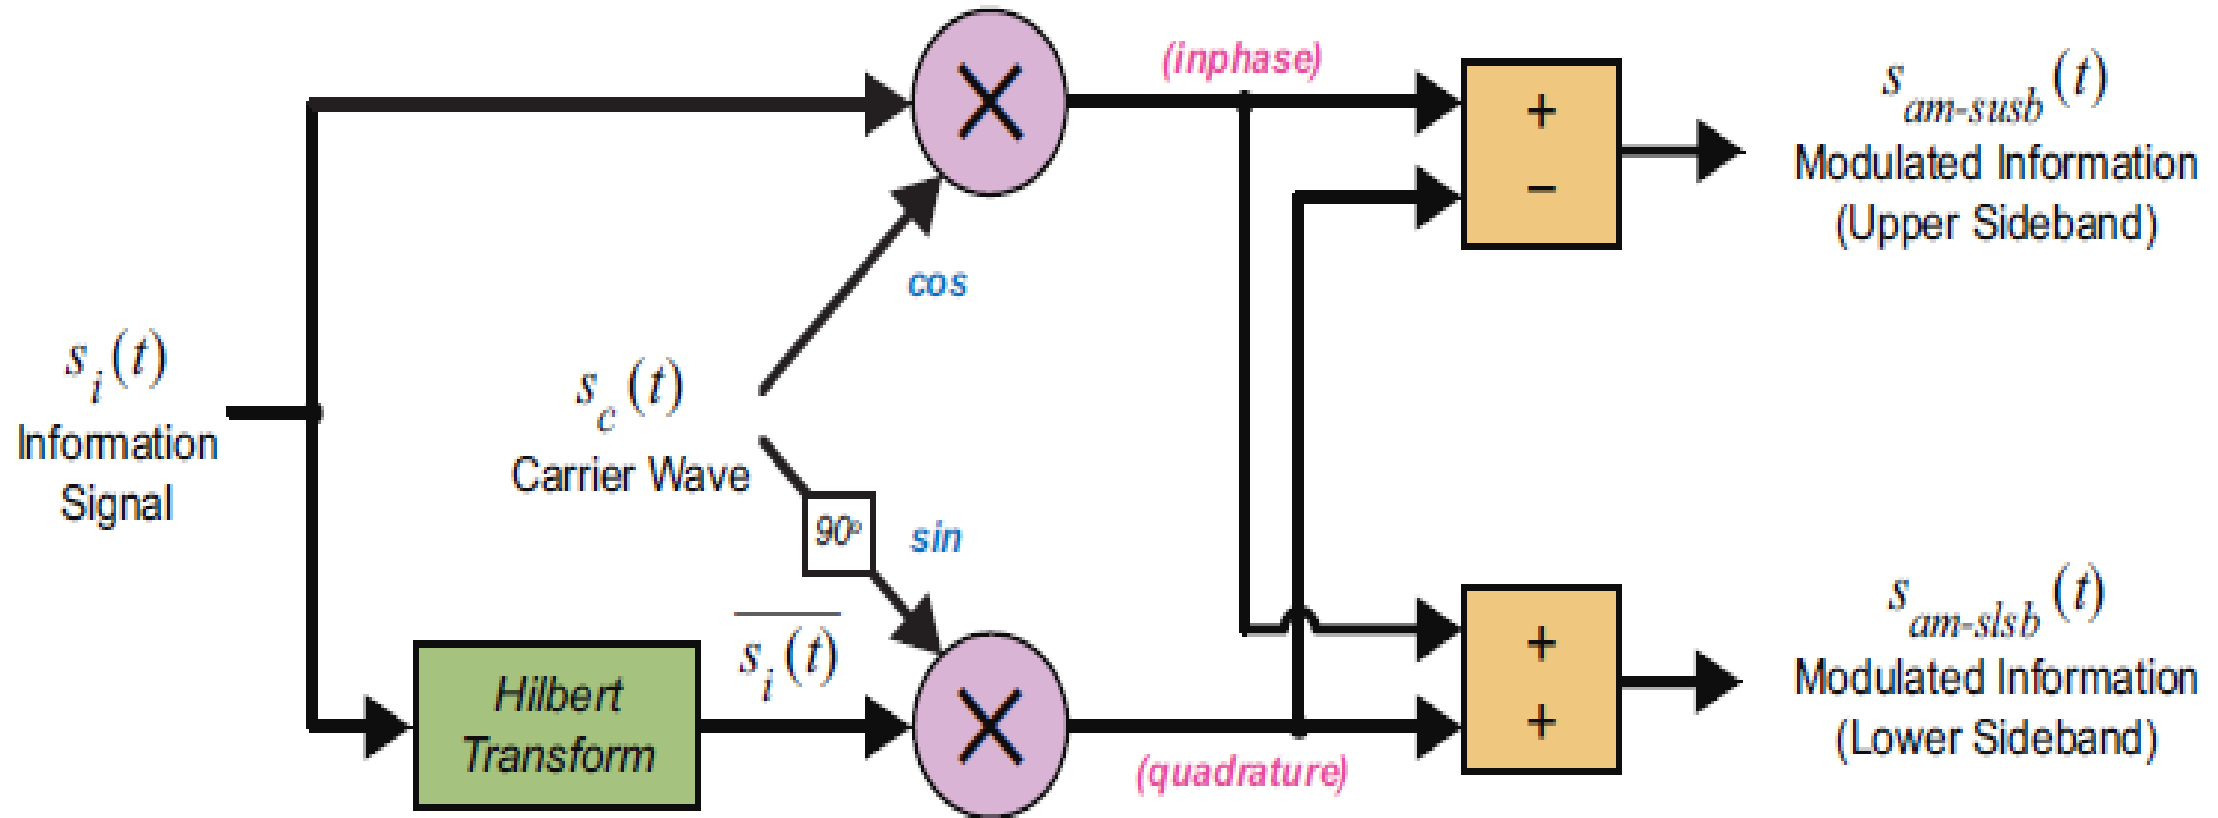 (inphase)
+
−
s_am-susb (t)
Modulated Information
(Upper Sideband)
cos
s_i (t)
Information
Signal
s_c (t)
Carrier Wave
90º
sin
s_i (t)
Hilbert
Transform
(quadrature)
+
+
s_am-slsb (t)
Modulated Information
(Lower Sideband)